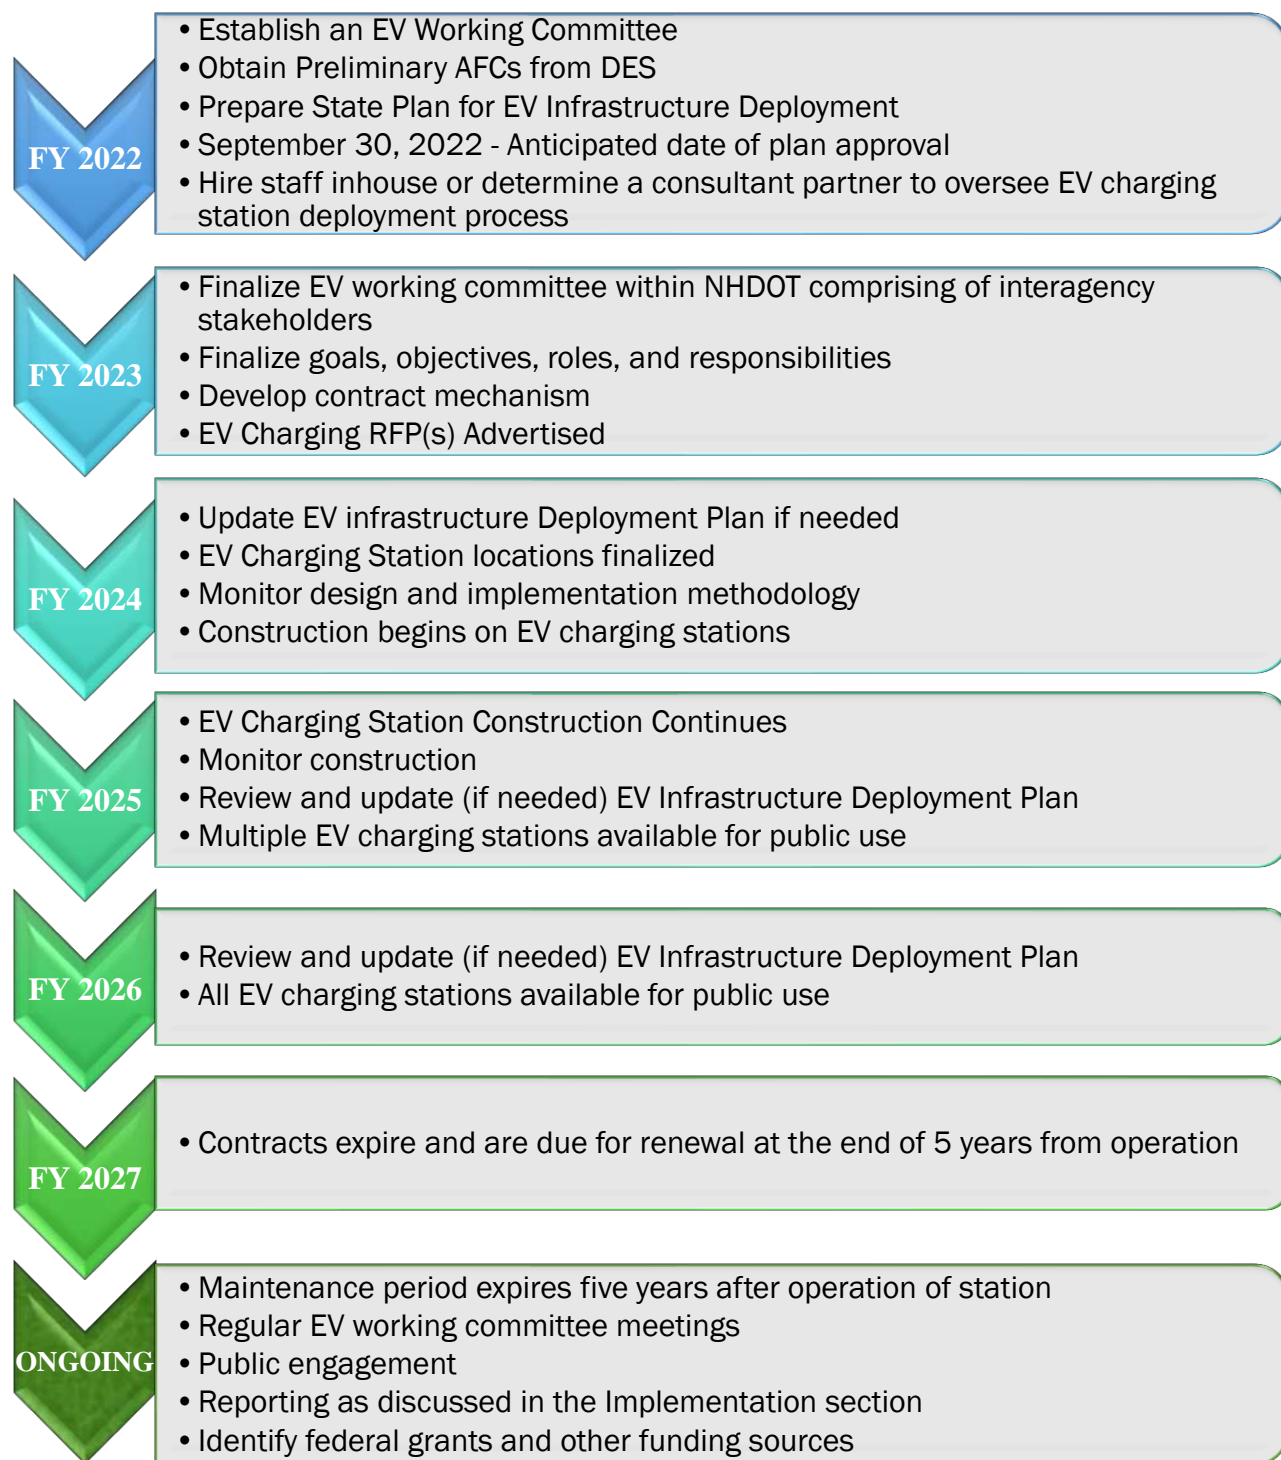 FY 2022
• Establish an EV Working Committee
• Obtain Preliminary AFCs from DES
• Prepare State Plan for EV Infrastructure Deployment
• September 30, 2022 - Anticipated date of plan approval
• Hire staff inhouse or determine a consultant partner to oversee EV charging
station deployment process
FY 2023
• Finalize EV working committee within NHDOT comprising of interagency
stakeholders
• Finalize goals, objectives, roles, and responsibilities
• Develop contract mechanism
• EV Charging RFP(s) Advertised
FY 2024
• Update EV infrastructure Deployment Plan if needed
• EV Charging Station locations finalized
• Monitor design and implementation methodology
• Construction begins on EV charging stations
FY 2025
• EV Charging Station Construction Continues
• Monitor construction
• Review and update (if needed) EV Infrastructure Deployment Plan
• Multiple EV charging stations available for public use
FY 2026
• Review and update (if needed) EV Infrastructure Deployment Plan
• All EV charging stations available for public use
FY 2027
• Contracts expire and are due for renewal at the end of 5 years from operation
ONGOING
• Maintenance period expires five years after operation of station
• Regular EV working committee meetings
• Public engagement
• Reporting as discussed in the Implementation section
• Identify federal grants and other funding sources